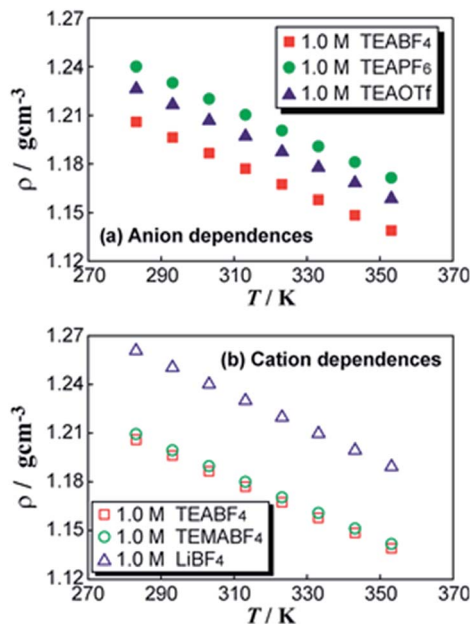 1.27
1.24
1.21
1.18
1.15
1.12
ρ / gcm-3
1.0 M TEABF4
1.0 M TEAPF6
1.0 M TEAOTf
(a) Anion dependences
270 290 310 330 350 370
T / K
1.27
1.24
1.21
1.18
1.15
1.12
ρ / gcm-3
(b) Cation dependences
1.0 M TEABF4
1.0 M TEMABF4
1.0 M LiBF4
270 290 310 330 350 370
T / K